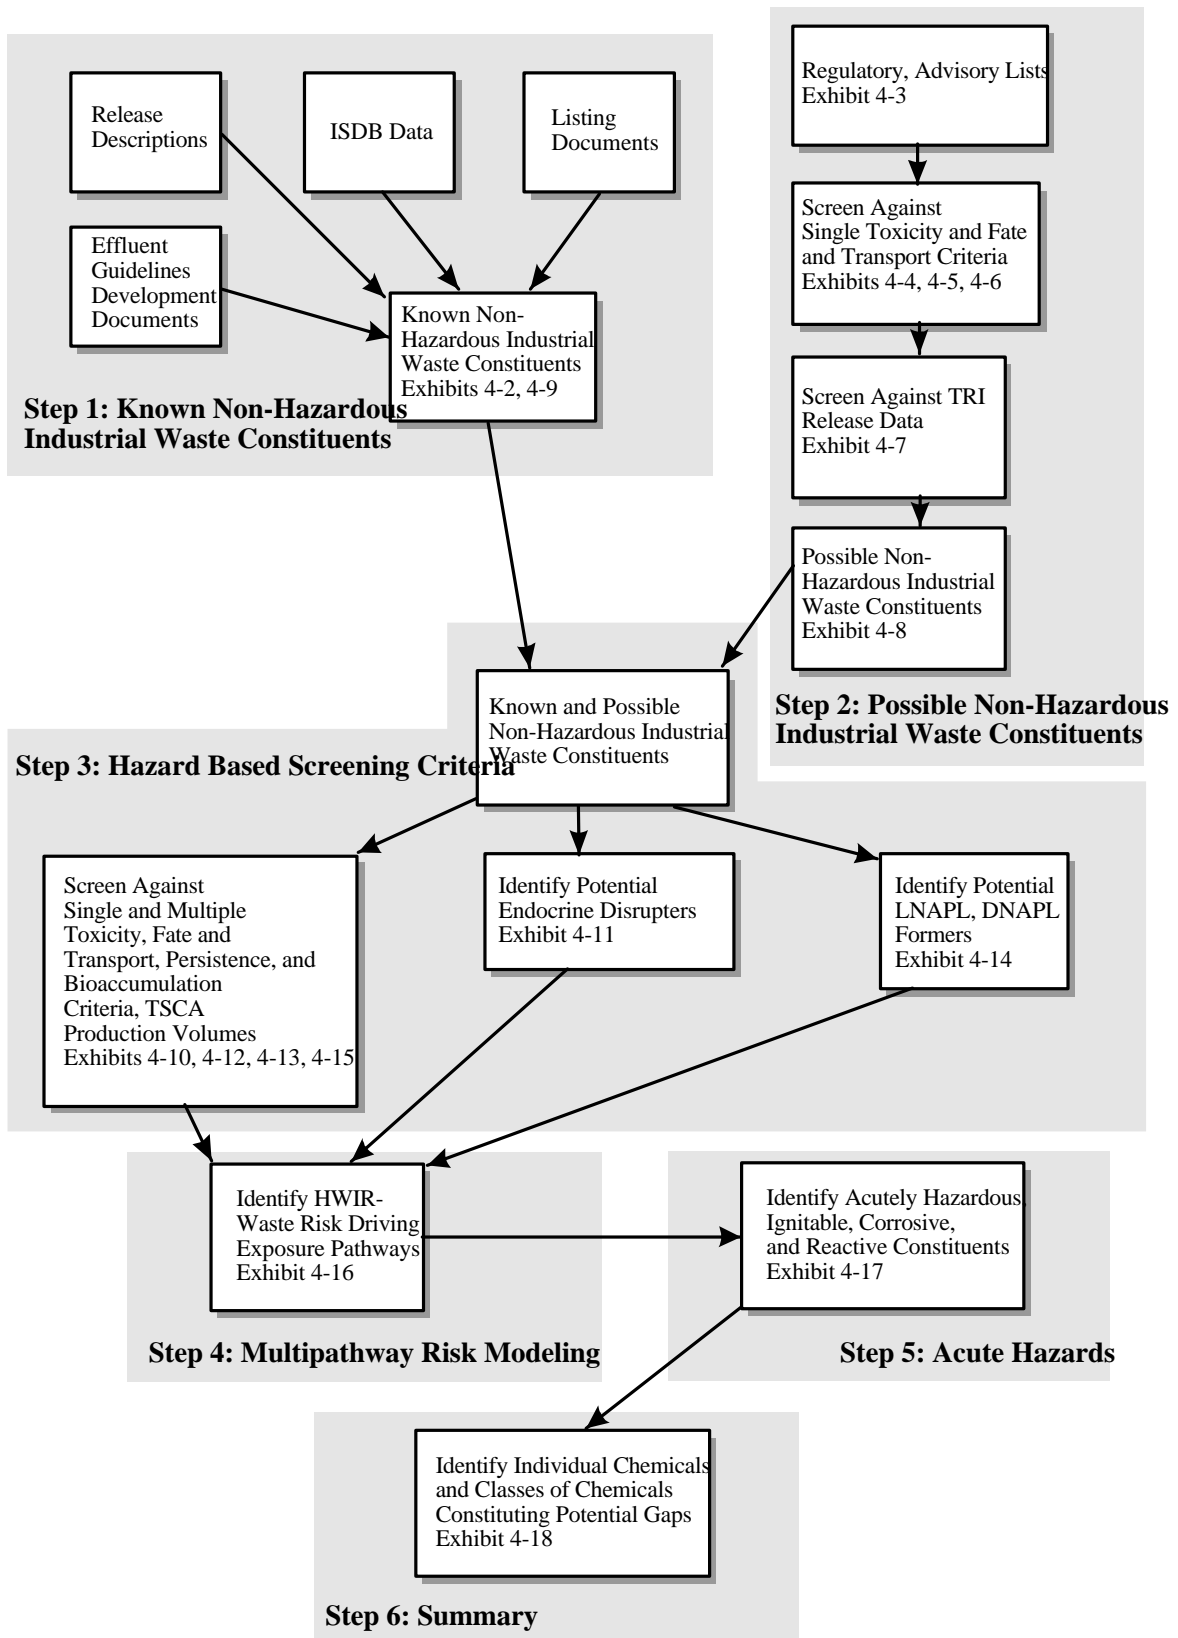 Release
Descriptions
ISDB Data
Listing
Documents
Effluent
Guidelines
Development
Documents
Known Non-
Hazardous Industrial
Waste Constituents
Exhibits 4-2, 4-9
Step 1: Known Non-Hazardous
Industrial Waste Constituents
Regulatory, Advisory Lists
Exhibit 4-3
Screen Against
Single Toxicity and Fate
and Transport Criteria
Exhibits 4-4, 4-5, 4-6
Screen Against TRI
Release Data
Exhibit 4-7
Possible Non-
Hazardous Industrial
Waste Constituents
Exhibit 4-8
Step 2: Possible Non-Hazardous
Industrial Waste Constituents
Known and Possible
Non-Hazardous Industrial
Waste Constituents
Step 3: Hazard Based Screening Criteria
Screen Against
Single and Multiple
Toxicity, Fate and
Transport, Persistence, and
Bioaccumulation
Criteria, TSCA
Production Volumes
Exhibits 4-10, 4-12, 4-13, 4-15
Identify Potential
Endocrine Disrupters
Exhibit 4-11
Identify Potential
LNAPL, DNAPL
Formers
Exhibit 4-14
Identify HWIR-
Waste Risk Driving
Exposure Pathways
Exhibit 4-16
Step 4: Multipathway Risk Modeling
Identify Acutely Hazardous,
Ignitable, Corrosive,
and Reactive Constituents
Exhibit 4-17
Step 5: Acute Hazards
Identify Individual Chemicals
and Classes of Chemicals
Constituting Potential Gaps
Exhibit 4-18
Step 6: Summary